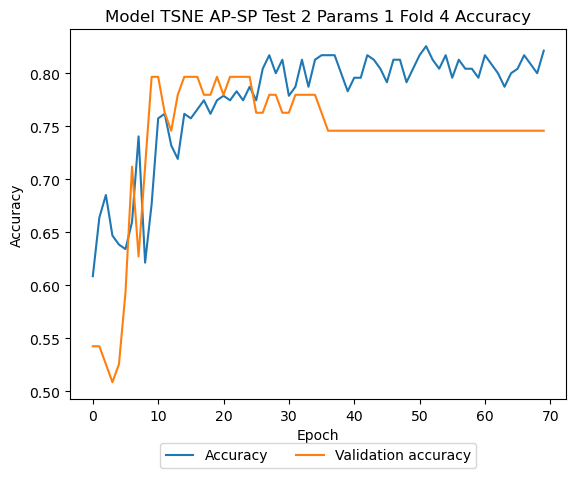 Model TSNE AP-SP Test 2 Params 1 Fold 4 Accuracy
0.80
0.75
0.70
0.65
0.60
0.55
0.50
Accuracy
0 10 20 30 40 50 60 70
Epoch
Accuracy Validation accuracy